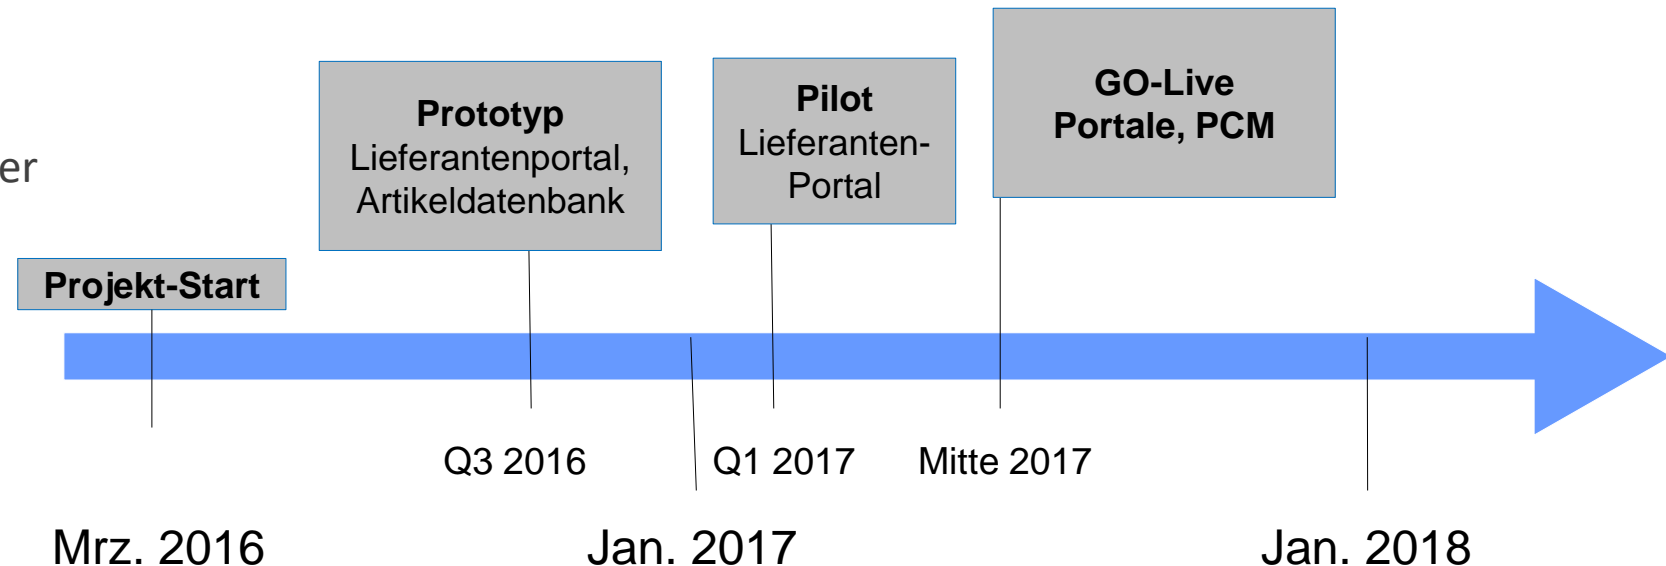 GO-Live
Portale, PCM
Pilot
Lieferanten-
Portal
Prototyp
Lieferantenportal,
Artikeldatenbank
er
Projekt-Start
Q3 2016
Q1 2017
Mitte 2017
Mrz. 2016
Jan. 2017
Jan. 2018